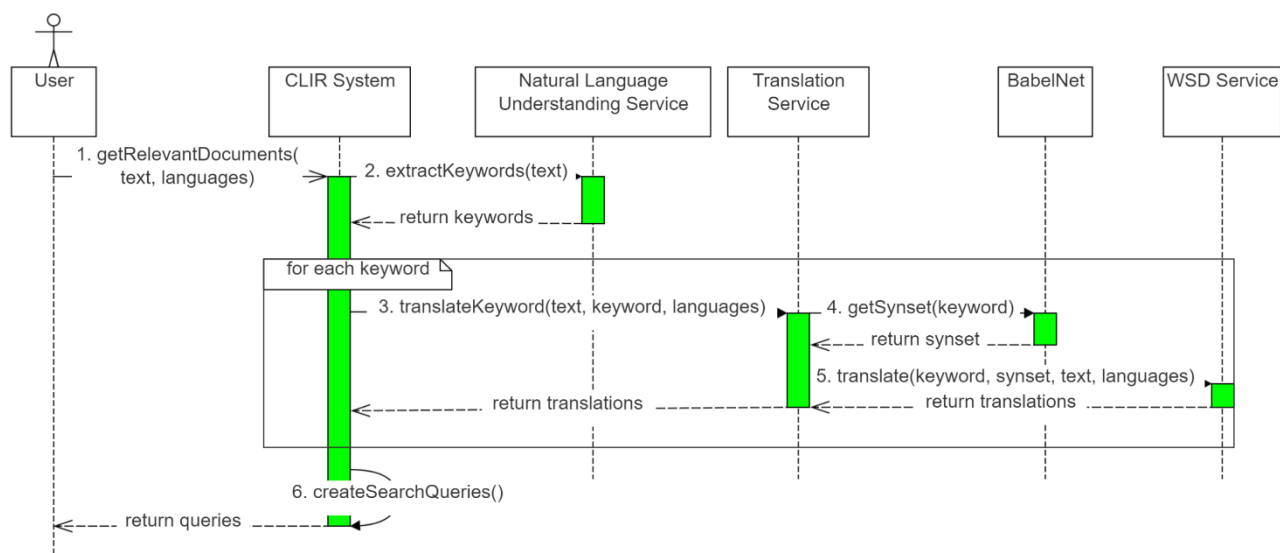 User
CLIR System
Natural Language
Understanding Service
Translation
Service
BabelNet
WSD Service
1. getRelevantDocuments(
text, languages)
2. extractKeywords(text)
return keywords
for each keyword
3. translateKeyword(text, keyword, languages)
4. getSynset(keyword)
return synset
5. translate(keyword, synset, text, languages)
return translations
return translations
6. createSearchQueries()
return queries